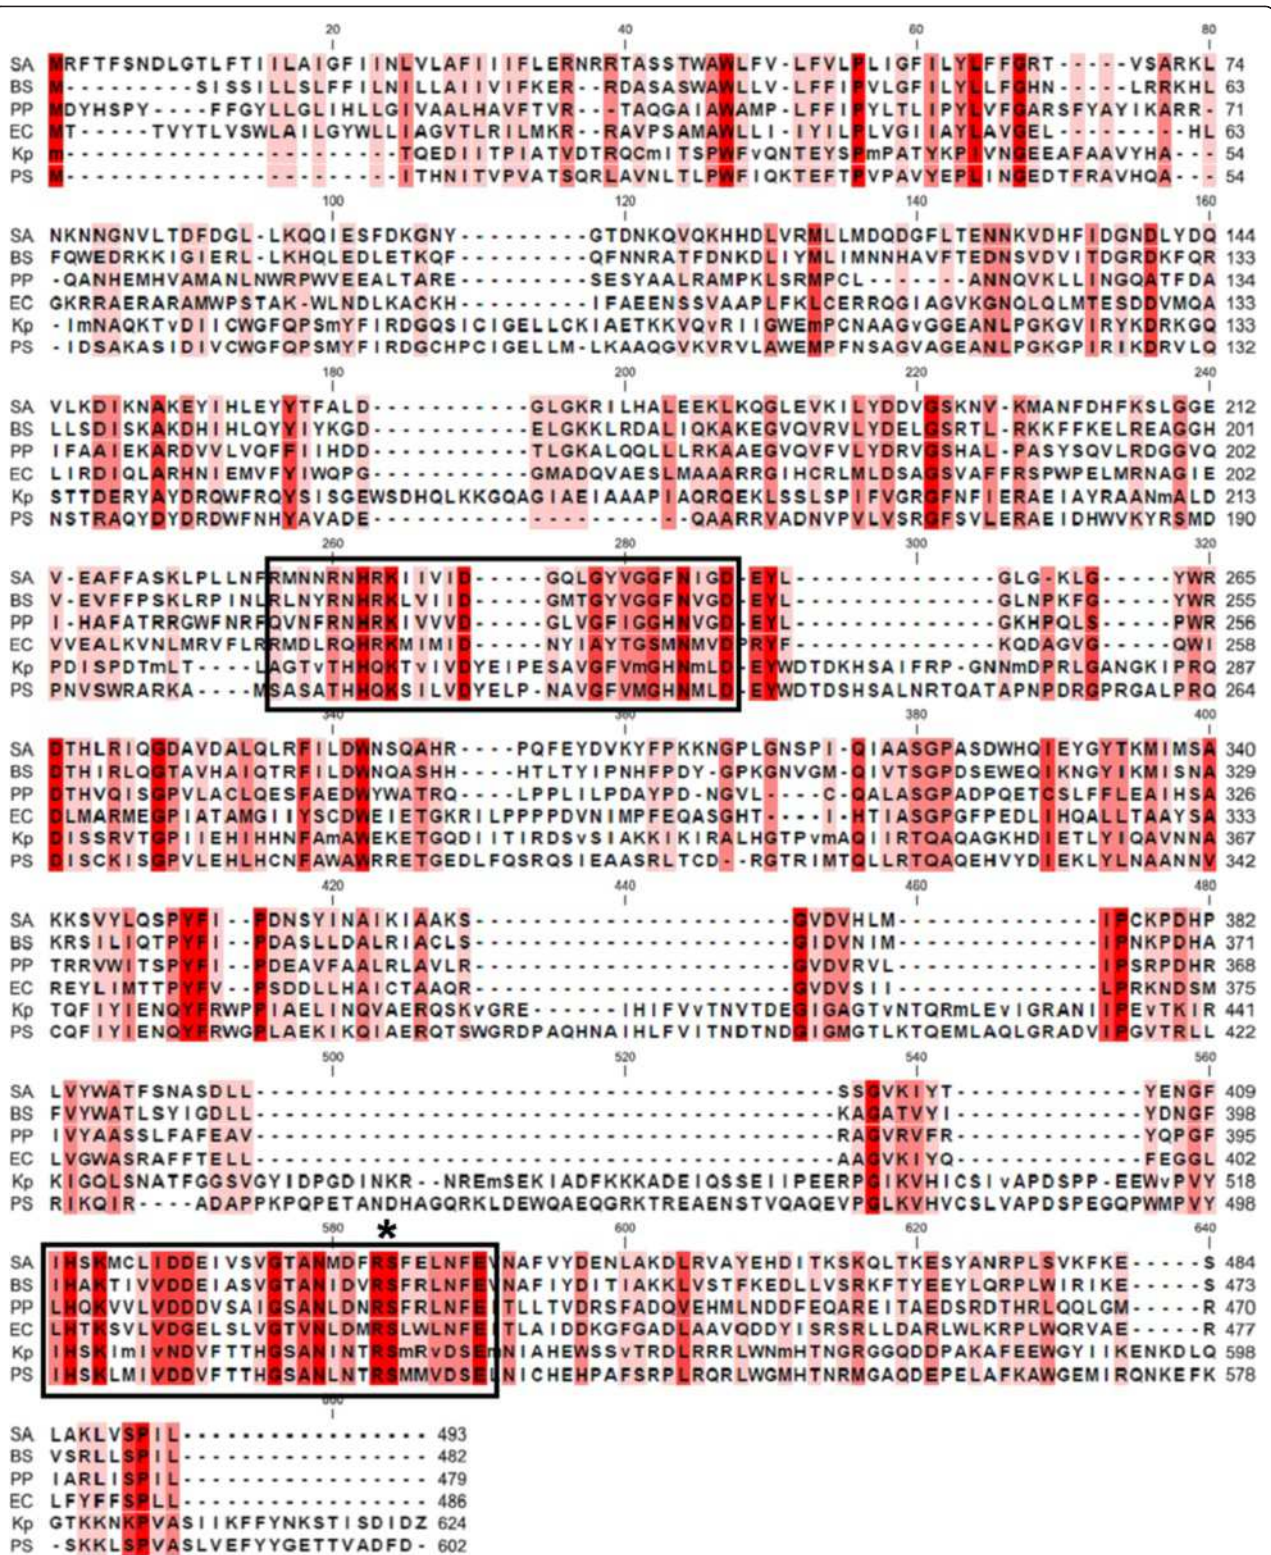 20 40 60 80
SA MRFTFSNDLGTLFTIILAIGFIINLVLAFIIIFLERNRRTASSTWAWLFV-LFVLPLIGFILYLFFGRT-----VSARKL 74
BS M--------SISSILLSLFFILNILLAIIVIFKER--RDASASWAWLLV-LFFIPVLGFILYLLFGHN------LRRKHL 63
PP MDYHSPY----FFGYLLGLIHLLGIVAALHAVFTVR---TAQGAIAWAMP-LFFIPYLTLIPYLVFGARSFYAYIKARR- 71
EC MT------TVYTLVSWLAILGYWLLIAGVTLRILMKR--RAVPSAMAWLLI-IYILPLVGIIAYLAVGEL--------HL 63
Kp m-----------------------TQEDIITPIATVDTRQCmITSPWFvQNTEYSPmPATYKPIVNGEEAFAAVYHA--- 54
PS M-----------------------ITHNITVPVATSQRLAVNLTLPWFIQKTEFTPVPAVYEPLINGEDTFRAVHQA--- 54
100 120 140 160
SA NKNNGNVLTDFDGL-LKQQIESFDKGNY---------GTDNKQVQKHHDLVRMLLMDQDGFLTENNKVDHFIDGNDLYDQ 144
BS FQWEDRKKIGIERL-LKHQLEDLETKQF---------QFNNRATFDNKDLIYMLIMNNHAVFTEDNSVDVITDGRDKFQR 133
PP -QANHEMHVAMANLNWRPWVEEALTARE---------SESYAALRAMPKLSRMPCL-----ANNQVKLLINGQATFDA 134
EC GKRRAERARAMWPSTAK-WLNDLKACKH---------IFAEENSSVAAPLFKLCERRQGIAGVKGNQLQLMTESDDVMQA 133
Kp -ImNAQKTvDIICWGFQPSmYFIRDGQSICIGELLCKIAETKKVQvRIIGWEmPCNAAGvGGEANLPGKGVIRYKDRKGQ 133
PS -IDSAKASIDIVCWGFQPSMYFIRDGCHPCIGELLM-LKAAQGVKVRVLAWEMPFNSAGVAGEANLPGKGPIRIKDRVLQ 132
180 200 220 240
SA VLKDIKNAKEYIHLEYYTFALD-----------GLGKRILHALEEKLKQGLEVKILYDDVGSKNV-KMANFDHFKSLGGE 212
BS LLSDISKAKDHIHLQYYIYKGD-----------ELGKKLRDALIQKAKEGVQVRVLYDELGSRTL-RKKFFKELREAGGH 201
PP IFAAIEKARDVVLVQFFIIHDD-----------TLGKALQQLLLRKAAEGVQVFVLYDRVGSHAL-PASYSQVLRDGGVQ 202
EC LIRDIQLARHNIEMVFYIWQPG-----------GMADQVAESLMAAARRGIHCRLMLDSAGSVAFFRSPWPELMRNAGIE 202
Kp STTDERYAYDRQWFRQYSISGEWSDHQLKKGQAGIAEIAAAPIAQRQEKLSSLSPIFVGRGFNFIERAEIAYRAANmALD 213
PS NSTRAQYDYDRDWFNHYAVADE----------------------QAARRVADNVPVLVSRGFSVLERAEIDHWVKYRSMD 190
260 280 300 320
SA V-EAFFASKLPLLNFRMNNRNHRKIIVID-----GQLGYVGGFNIGD-EYL--------------GLG-KLG-----YWR 265
BS V-EVFFPSKLRPINLRLNYRNHRKLVIID-----GMTGYVGGFNVGD-EYL--------------GLNPKFG-----YWR 255
PP I-HAFATRRGWFNRFQVNFRNHRKIVVVD-----GLVGFIGGHNVGD-EYL--------------GKHPQLS-----PWR 256
EC VVEALKVNLMRVFLRRMDLRQHRKMIMID-----NYIAYTGSMNMVDPRYF--------------KQDAGVG-----QWI 258
Kp PDISPDTmLT-----LAGTvTHHQKTvIVDYEIPESAVGFVmGHNmLD-EYWDTDKHSAIFRP-GNNmDPRLGANGKIPRQ 287
PS PNVSWRARKA----MSASATHHQKSILVDYELP-NAVGFVMGHNMLD-EYWDTDSHSALNRTQATAPNPDRGPRGALPRQ 264
340 360 380 400
SA DTHLRIQGDAVDALQLRFILDWNSQAHR----PQFEYDVKYFPKKNGPLGNSPI-QIAASGPASDWHQIEYGYTKMIMSA 340
BS DTHIRLQGTAVHAIQTRFILDWNQASHH----HTLTYIPNHFPDY-GPKGNVGM-QIVTSGPDSEWEQIKNGYIKMISNA 329
PP DTHVQISGPVLACLQESFAEDWYWATRQ----LPPLILPDAYPD-NGVL-----C-QALASGPADPQETCSLFFLEAIHSA 326
EC DLMARMEGPIATAMGIIYSCDWEIETGKRILPPPPDVNIMPFEQASGHT----I-HTIASGPGFPEDLIHQALLTAAYSA 333
Kp DISSRVTGPIIEHIHHNFAmAWEKETGQDIITIRDSvSIAKKIKIRALHGTPvmAQIIRTQAQAGKHDIETLYIQAVNNA 367
PS DISCKISGPVLEHLHCNFAWAWRRETGEDLFQSRQSIEAASRLTCD--RGTRIMTQLLRTQAQEHVYDIEKLYLNAANNV 342
420 440 460 480
SA KKSVYLQSPYFI--PDNSYINAIKIAAKS----------------------GVDVHLM--------------IPCKPDHP 382
BS KRSILIQTPYFI--PDASLLDALRIACLS----------------------GIDVNIM--------------IPNKPDHA 371
PP TRRVWITSPYFI--PDEAVFAALRLAVLR----------------------GVDVRVL--------------IPSRPDHR 368
EC REYLIMTTPYFV--PSDDLLHAICTAAQR----------------------GVDVSII--------------LPRKNDSM 375
Kp TQFIYIENQYFRWPPIAELINQVAERQSKvGRE------IHIFVvTNVTDEGIGAGTvNTQRmLEvIGRANIIPEvTKIR 441
PS CQFIYIENQYFRWGPLAEKIKQIAERQTSWGRDPAQHNAIHLFVITNDTNDGIGMGTLKTQEMLAQLGRADVIPGVTRLL 422
500 520 540 560
SA LVYWATFSNASDLL----------------------------------------SSGVKIYT-------------YENGF 409
BS FVYWATLSYIGDLL----------------------------------------KAGATVYI-------------YDNGF 398
PP IVYAASSLFAFEAV----------------------------------------RAGVRVFR-------------YQPGF 395
EC LVGWASRAFFTELL----------------------------------------AAGVKIYQ-------------FEGGL 402
Kp KIGQLSNATFGGSVGYIDPGDINKR--NREmSEKIADFKKKADEIQSSEIIPEERPGIKVHICSIvAPDSPP-EEWvPVY 518
PS RIKQIR----ADAPPKPQPETANDHAGQRKLDEWQAEQGRKTREAENSTVQAQEVPGLKVHVCSLVAPDSPEGQPWMPVY 498
580 * 600 620 640
SA IHSKMCLIDDEIVSVGTANMDFRSFELNFEVNAFVYDENLAKDLRVAYEHDITKSKQLTKESYANRPLSVKFKE-----S 484
BS IHAKTIVVDDEIASVGTANIDVRSFRLNFEVNAFIYDITIAKKLVSTFKEDLLVSRKFTYEEYLQRPLWIRIKE-----S 473
PP LHQKVVLVDDDVSAIGSANLDNRSFRLNFEITLLTVDRSFADQVEHMLNDDFEQAREITAEDSRDTHRLQQLGM-----R 470
EC LHTKSVLVDGELSLVGTVNLDMRSLWLNFEITLAIDDKGFGADLAAVQDDYISRSRLLDARLWLKRPLWQRVAE-----R 477
Kp IHSKImIvNDVFTTHGSANINTRSmRvDSEmNIAHEWSSvTRDLRRRLWNmHTNGRGGQDDPAKAFEEWGYIIKENKDLQ 598
PS IHSKLMIVDDVFTTHGSANLNTRSMMVDSELNICHEHPAFSRPLRQRLWGMHTNRMGAQDEPELAFKAWGEMIRQNKEFK 578
SA LAKLVSPIL----------------- 493
BS VSRLLSPIL----------------- 482
PP IARLISPIL----------------- 479
EC LFYFFSPLL----------------- 486
Kp GTKKNKPVASIIKFFYNKSTISDIDZ 624
PS -SKKLSPVASLVEFYYGETTVADFD- 602